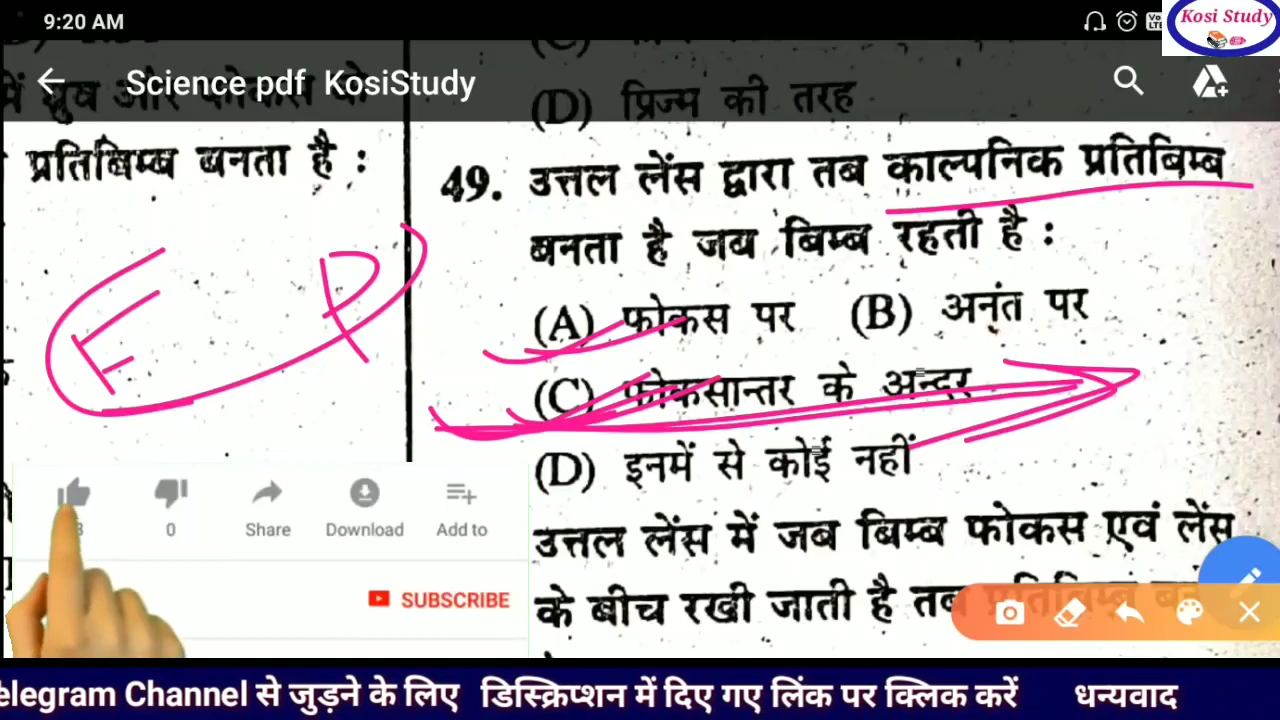 9:20 AM
Kosi Study
Science pdf KosiStudy
(D) प्रिज्म की तरह
प्रतिबिम्ब बनता है :
49. उत्तल लेंस द्वारा तब काल्पनिक प्रतिबिम्ब
बनता है जब बिम्ब रहती है :
(A) फोकस पर (B) अनंत पर
(C) फोकसान्तर के अन्दर
(D) इनमें से कोई नहीं
उत्तल लेंस में जब बिम्ब फोकस एवं लेंस
के बीच रखी जाती है तब
0 Share Download Add to
SUBSCRIBE
elegram Channel से जुड़ने के लिए डिस्क्रिप्शन में दिए गए लिंक पर क्लिक करें धन्यवाद